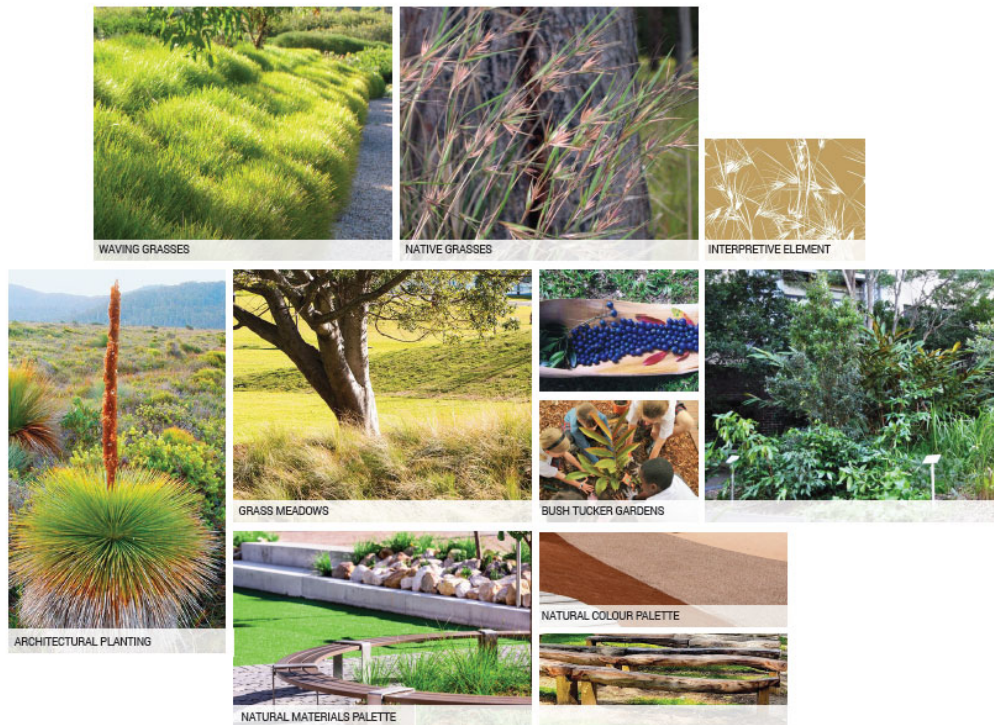 WAVING GRASSES
NATIVE GRASSES
INTERPRETIVE ELEMENT
ARCHITECTURAL PLANTING
GRASS MEADOWS
BUSH TUCKER GARDENS
NATURAL COLOUR PALETTE
NATURAL MATERIALS PALETTE